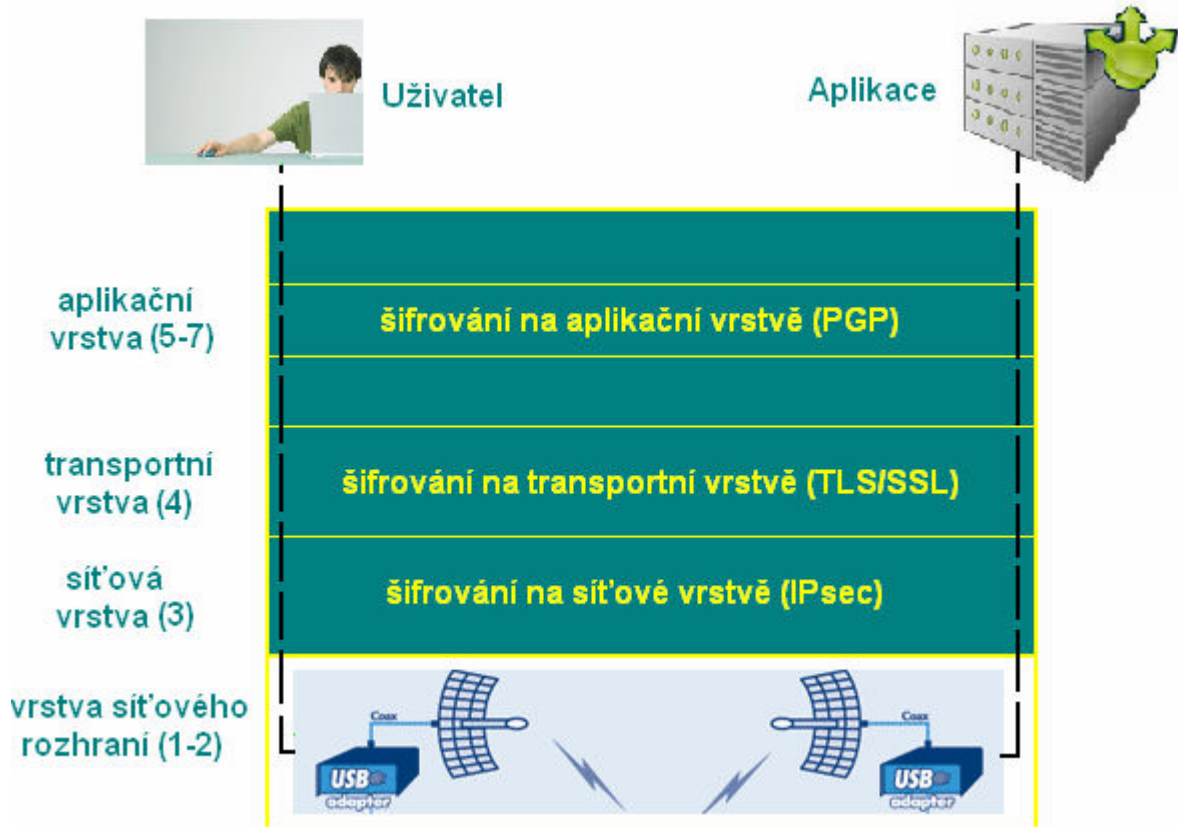 Uživatel
Aplikace
aplikační
vrstva (5-7)
šifrování na aplikační vrstvě (PGP)
transportní
vrstva (4)
šifrování na transportní vrstvě (TLS/SSL)
síťová
vrstva (3)
šifrování na síťové vrstvě (IPsec)
vrstva síťového
rozhraní (1-2)
Coax
Coax
USB
adapter
USB
adapter